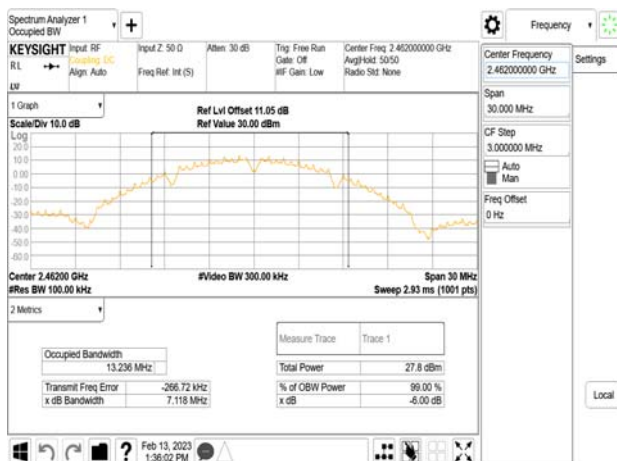 Spectrum Analyzer 1
Occupied BW
Frequency
KEYSIGHT
Input: RF
Coupling: DC
Align: Auto
Input Z: 50 Ω
Freq Ref: Int (S)
Atten: 30 dB
Trig: Free Run
Gate: Off
#IF Gain: Low
Center Freq: 2.462000000 GHz
Avg|Hold: 50/50
Radio Std: None
RL
LXI
Center Frequency
2.462000000 GHz
Settings
Span
30.000 MHz
CF Step
3.000000 MHz
Auto
Man
Freq Offset
0 Hz
Local
1 Graph
Scale/Div 10.0 dB
Ref Lvl Offset 11.05 dB
Ref Value 30.00 dBm
Log
20.0
10.0
0.00
-10.0
-20.0
-30.0
-40.0
-50.0
-60.0
Center 2.46200 GHz
#Res BW 100.00 kHz
#Video BW 300.00 kHz
Span 30 MHz
Sweep 2.93 ms (1001 pts)
2 Metrics
Measure Trace
Trace 1
Occupied Bandwidth
13.236 MHz
Total Power
27.8 dBm
Transmit Freq Error
-266.72 kHz
% of OBW Power
99.00 %
x dB Bandwidth
7.118 MHz
x dB
-6.00 dB
Feb 13, 2023
1:36:02 PM